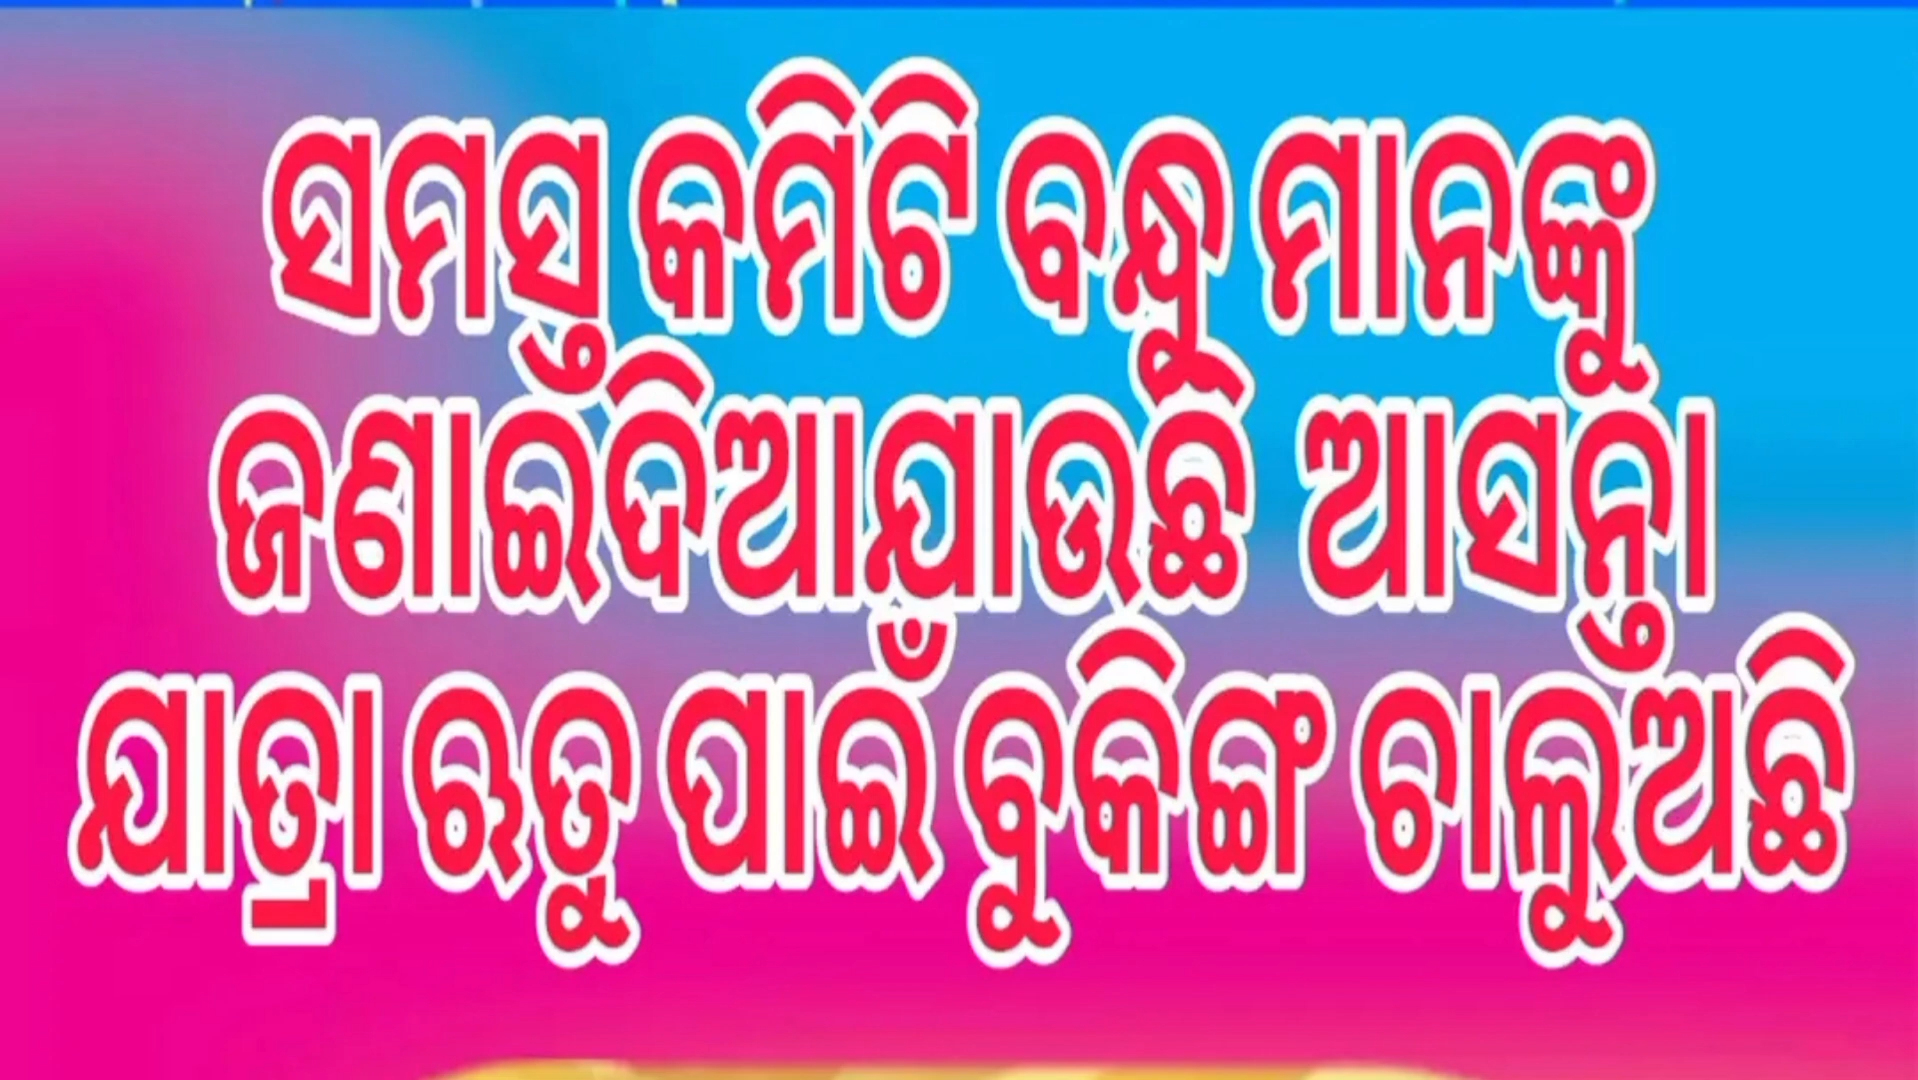 ସମସ୍ତ କମିଟି ବନ୍ଧୁ ମାନଙ୍କୁ
ଜଣାଇଦିଆଯାଉଛି ଆସନ୍ତା
ଯାତ୍ରା ଋତୁ ପାଇଁ ବୁକିଙ୍ଗ ଚାଲୁଅଛି